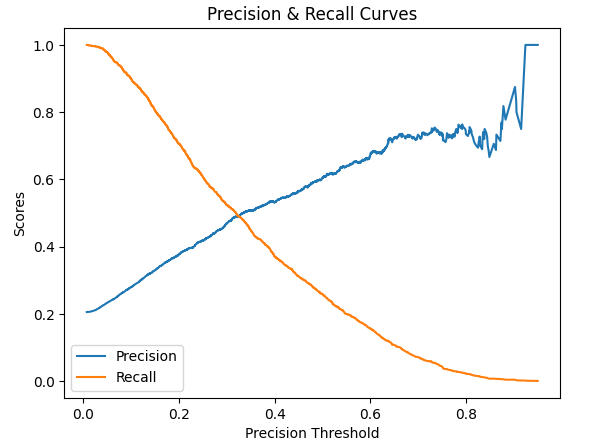 Precision & Recall Curves
Scores
1.0
0.8
0.6
0.4
0.2
0.0
Precision
Recall
0.0
0.2
0.4
0.6
0.8
Precision Threshold